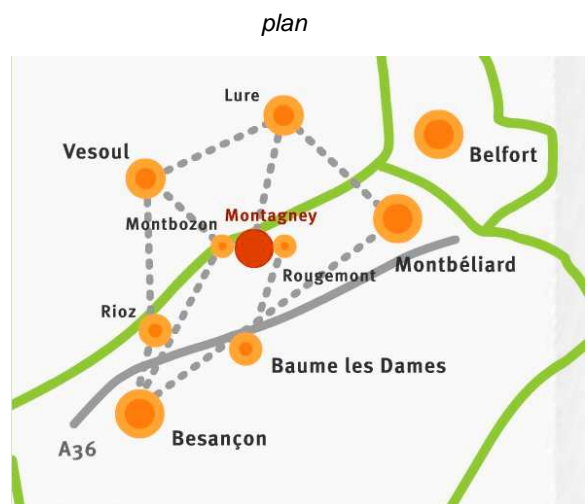 plan
Lure
Vesoul
Belfort
Montagney
Montbozon
Rougemont
Montbéliard
Rioz
Baume les Dames
Besançon
A36